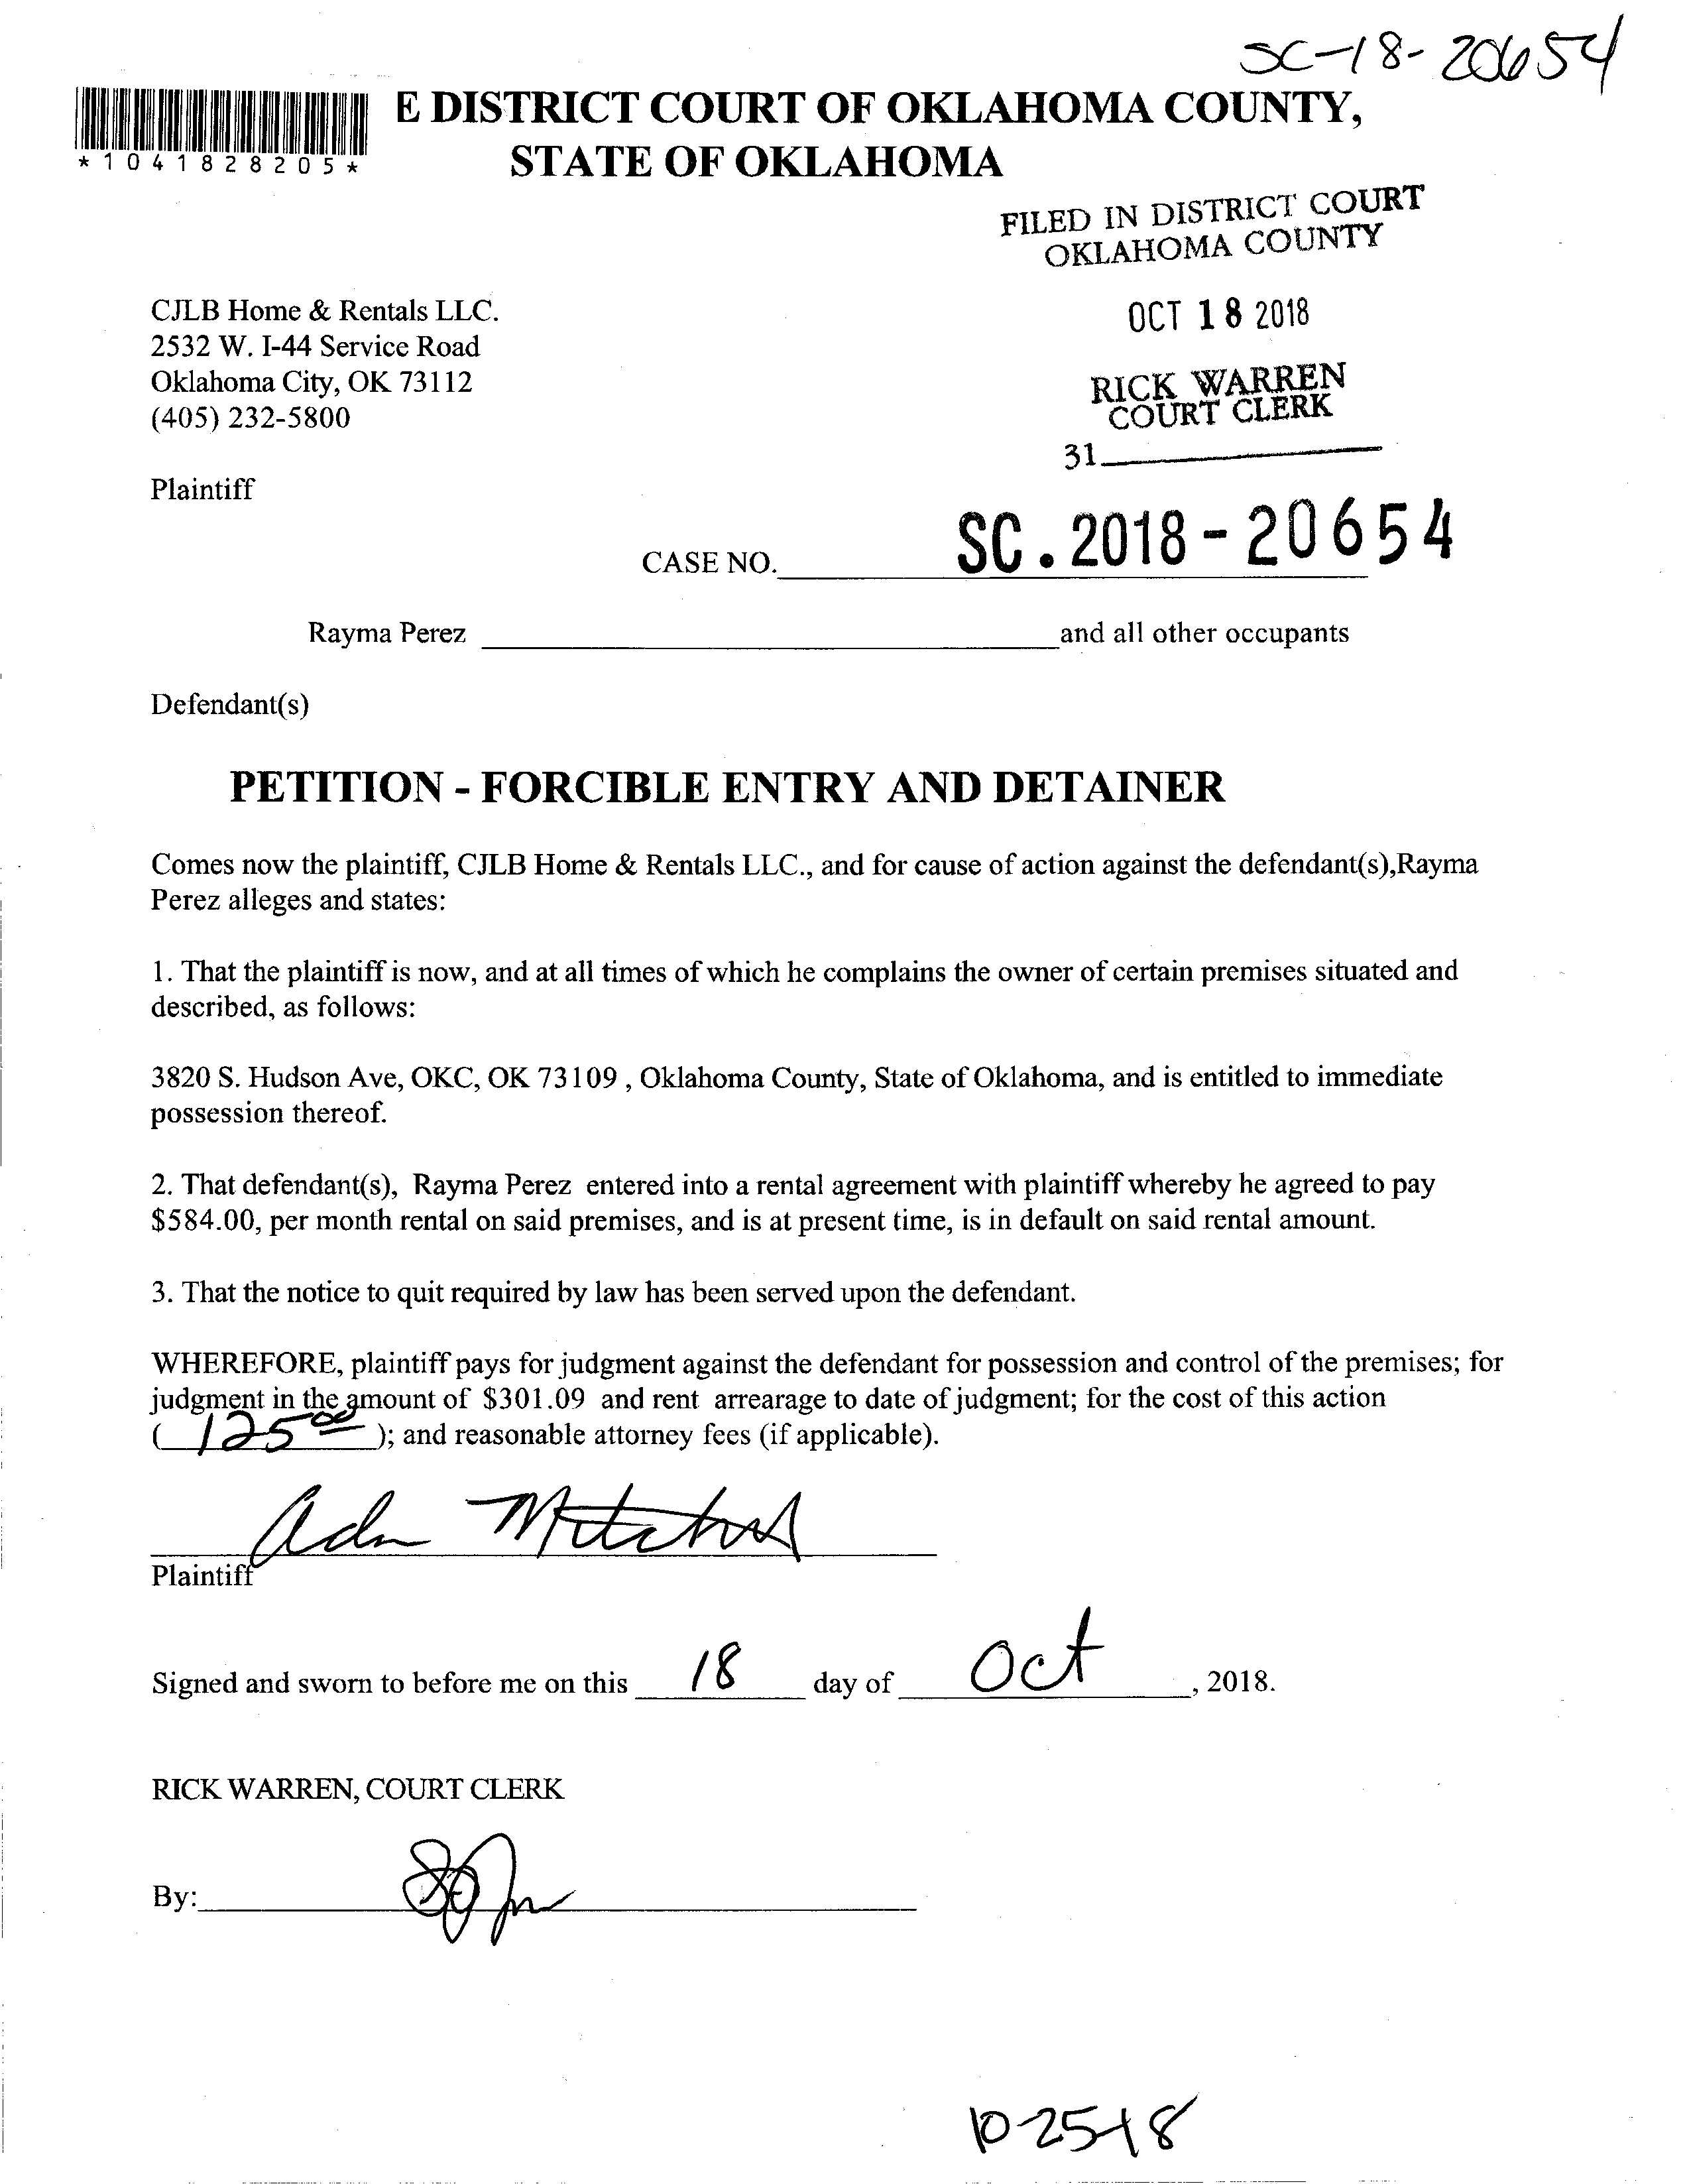 SC-18-20654
E DISTRICT COURT OF OKLAHOMA COUNTY,
*1041828205*
STATE OF OKLAHOMA
FILED IN DISTRICT COURT
OKLAHOMA COUNTY
CJLB Home & Rentals LLC.
2532 W. I-44 Service Road
Oklahoma City, OK 73112
(405) 232-5800
OCT 18 2018
RICK WARREN
COURT CLERK
31
Plaintiff
CASE NO. SC.2018-20654
Rayma Perez and all other occupants
Defendant(s)
PETITION - FORCIBLE ENTRY AND DETAINER
Comes now the plaintiff, CJLB Home & Rentals LLC., and for cause of action against the defendant(s),Rayma
Perez alleges and states:
1. That the plaintiff is now, and at all times of which he complains the owner of certain premises situated and
described, as follows:
3820 S. Hudson Ave, OKC, OK 73109 , Oklahoma County, State of Oklahoma, and is entitled to immediate
possession thereof.
2. That defendant(s), Rayma Perez entered into a rental agreement with plaintiff whereby he agreed to pay
$584.00, per month rental on said premises, and is at present time, is in default on said rental amount.
3. That the notice to quit required by law has been served upon the defendant.
WHEREFORE, plaintiff pays for judgment against the defendant for possession and control of the premises; for
judgment in the amount of $301.09 and rent arrearage to date of judgment; for the cost of this action
( 125 00 ); and reasonable attorney fees (if applicable).
Plaintiff
Signed and sworn to before me on this 18 day of Oct , 2018.
RICK WARREN, COURT CLERK
By:
10-25-18